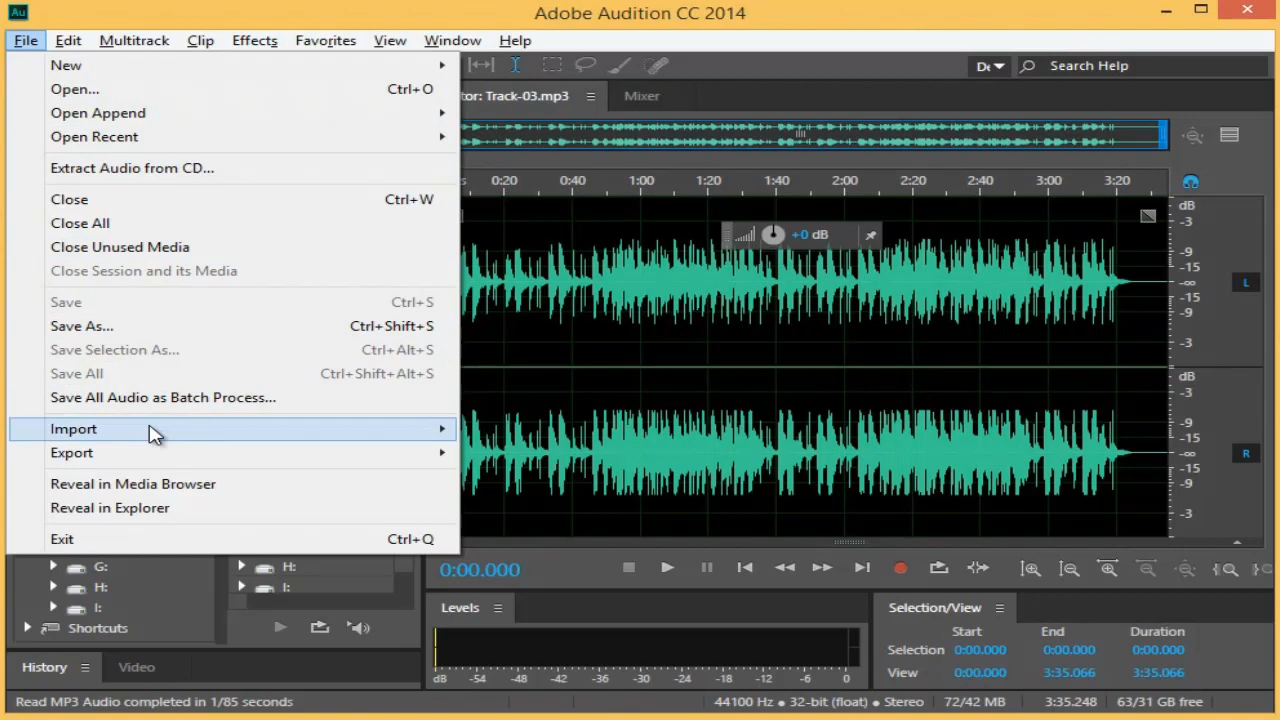 Au
Adobe Audition CC 2014
File Edit Multitrack Clip Effects Favorites View Window Help
New
Open... Ctrl+O
Open Append
Open Recent
Extract Audio from CD...
Close Ctrl+W
Close All
Close Unused Media
Close Session and its Media
Save Ctrl+S
Save As... Ctrl+Shift+S
Save Selection As... Ctrl+Alt+S
Save All Ctrl+Shift+Alt+S
Save All Audio as Batch Process...
Import
Export
Reveal in Media Browser
Reveal in Explorer
Exit Ctrl+Q
Search Help
tor: Track-03.mp3 Mixer
s 0:20 0:40 1:00 1:20 1:40 2:00 2:20 2:40 3:00 3:20
+0 dB
dB
-3
-9
-15
-∞
-15
-9
-3
L
dB
-3
-9
-15
-∞
-15
-9
-3
R
G: H:
H: I:
I:
Shortcuts
0:00.000
History Video
Levels
dB -54 -48 -42 -36 -30 -24 -18 -12 -6 0
Selection/View
Start End Duration
Selection 0:00.000 0:00.000 0:00.000
View 0:00.000 3:35.066 3:35.066
Read MP3 Audio completed in 1/85 seconds
44100 Hz ● 32-bit (float) ● Stereo 72/42 MB 3:35.248 63/31 GB free